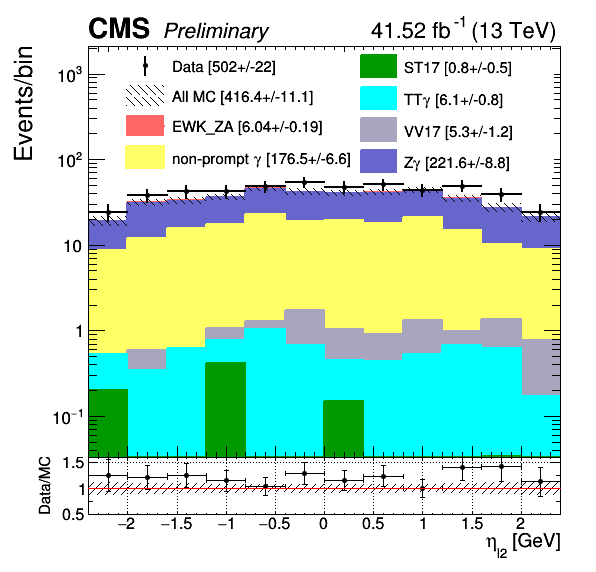 CMS Preliminary 41.52 fb⁻¹ (13 TeV)
Events/bin
Data [502+/-22]
All MC [416.4+/-11.1]
EWK_ZA [6.04+/-0.19]
non-prompt γ [176.5+/-6.6]
ST17 [0.8+/-0.5]
TTγ [6.1+/-0.8]
VV17 [5.3+/-1.2]
Zγ [221.6+/-8.8]
10³
10²
10
1
10⁻¹
Data/MC
1.5
1
0.5
−2 −1.5 −1 −0.5 0 0.5 1 1.5 2
η_l2 [GeV]